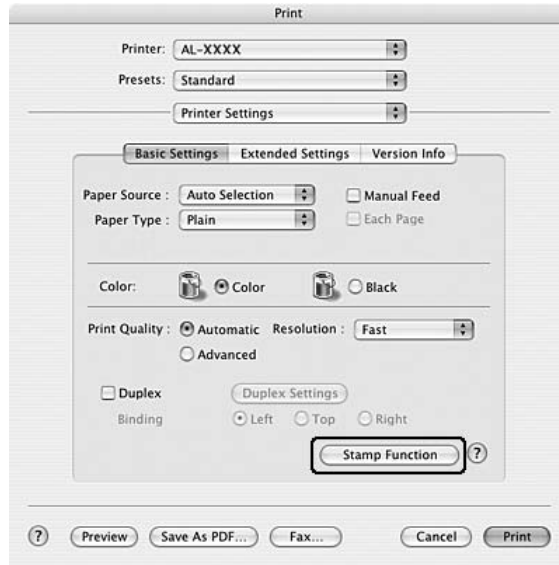 Print
Printer: AL-XXXX
Presets: Standard
Printer Settings
Basic Settings Extended Settings Version Info
Paper Source : Auto Selection Manual Feed
Paper Type : Plain Each Page
Color: Color Black
Print Quality : Automatic Resolution : Fast
Advanced
Duplex Duplex Settings
Binding Left Top Right
Stamp Function ?
? Preview Save As PDF... Fax... Cancel Print